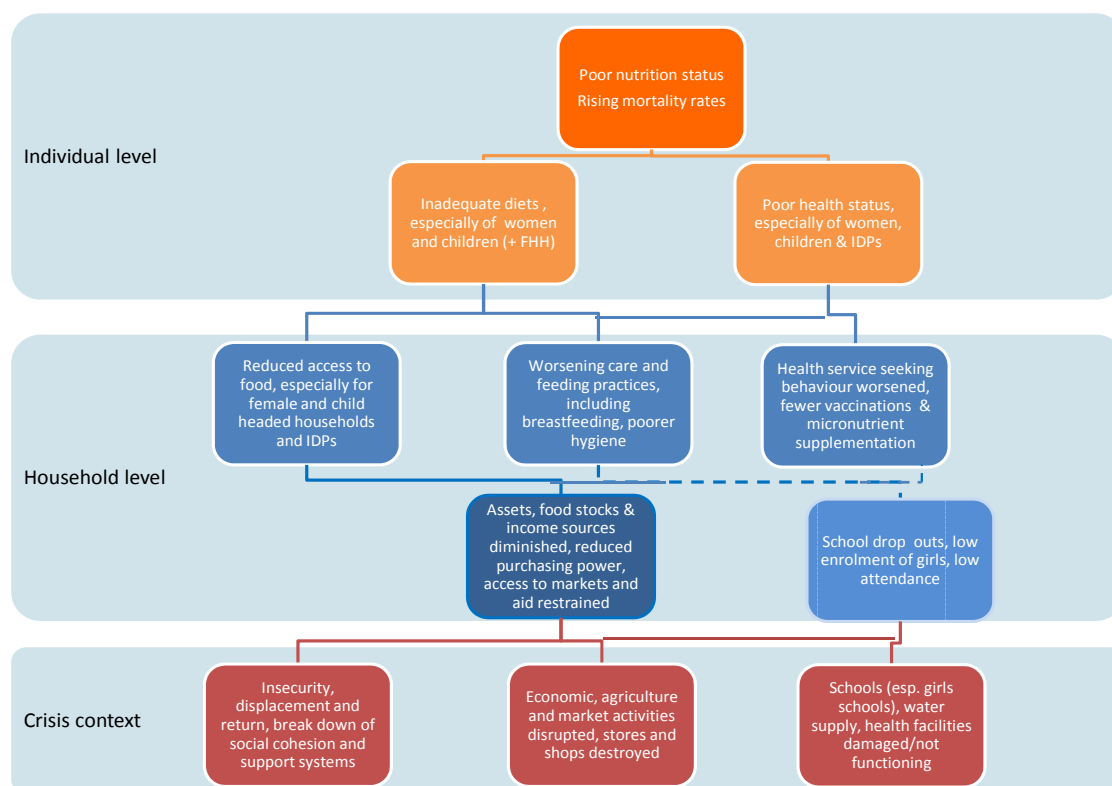 Poor nutrition status
Rising mortality rates
Individual level
Inadequate diets ,
especially of women
and children (+ FHH)
Poor health status,
especially of women,
children & IDPs
Reduced access to
food, especially for
female and child
headed households
and IDPs
Worsening care and
feeding practices,
including
breastfeeding, poorer
hygiene
Health service seeking
behaviour worsened,
fewer vaccinations &
micronutrient
supplementation
Household level
Assets, food stocks &
income sources
diminished, reduced
purchasing power,
access to markets and
aid restrained
School drop outs, low
enrolment of girls, low
attendance
Crisis context
Insecurity,
displacement and
return, break down of
social cohesion and
support systems
Economic, agriculture
and market activities
disrupted, stores and
shops destroyed
Schools (esp. girls
schools), water
supply, health facilities
damaged/not
functioning